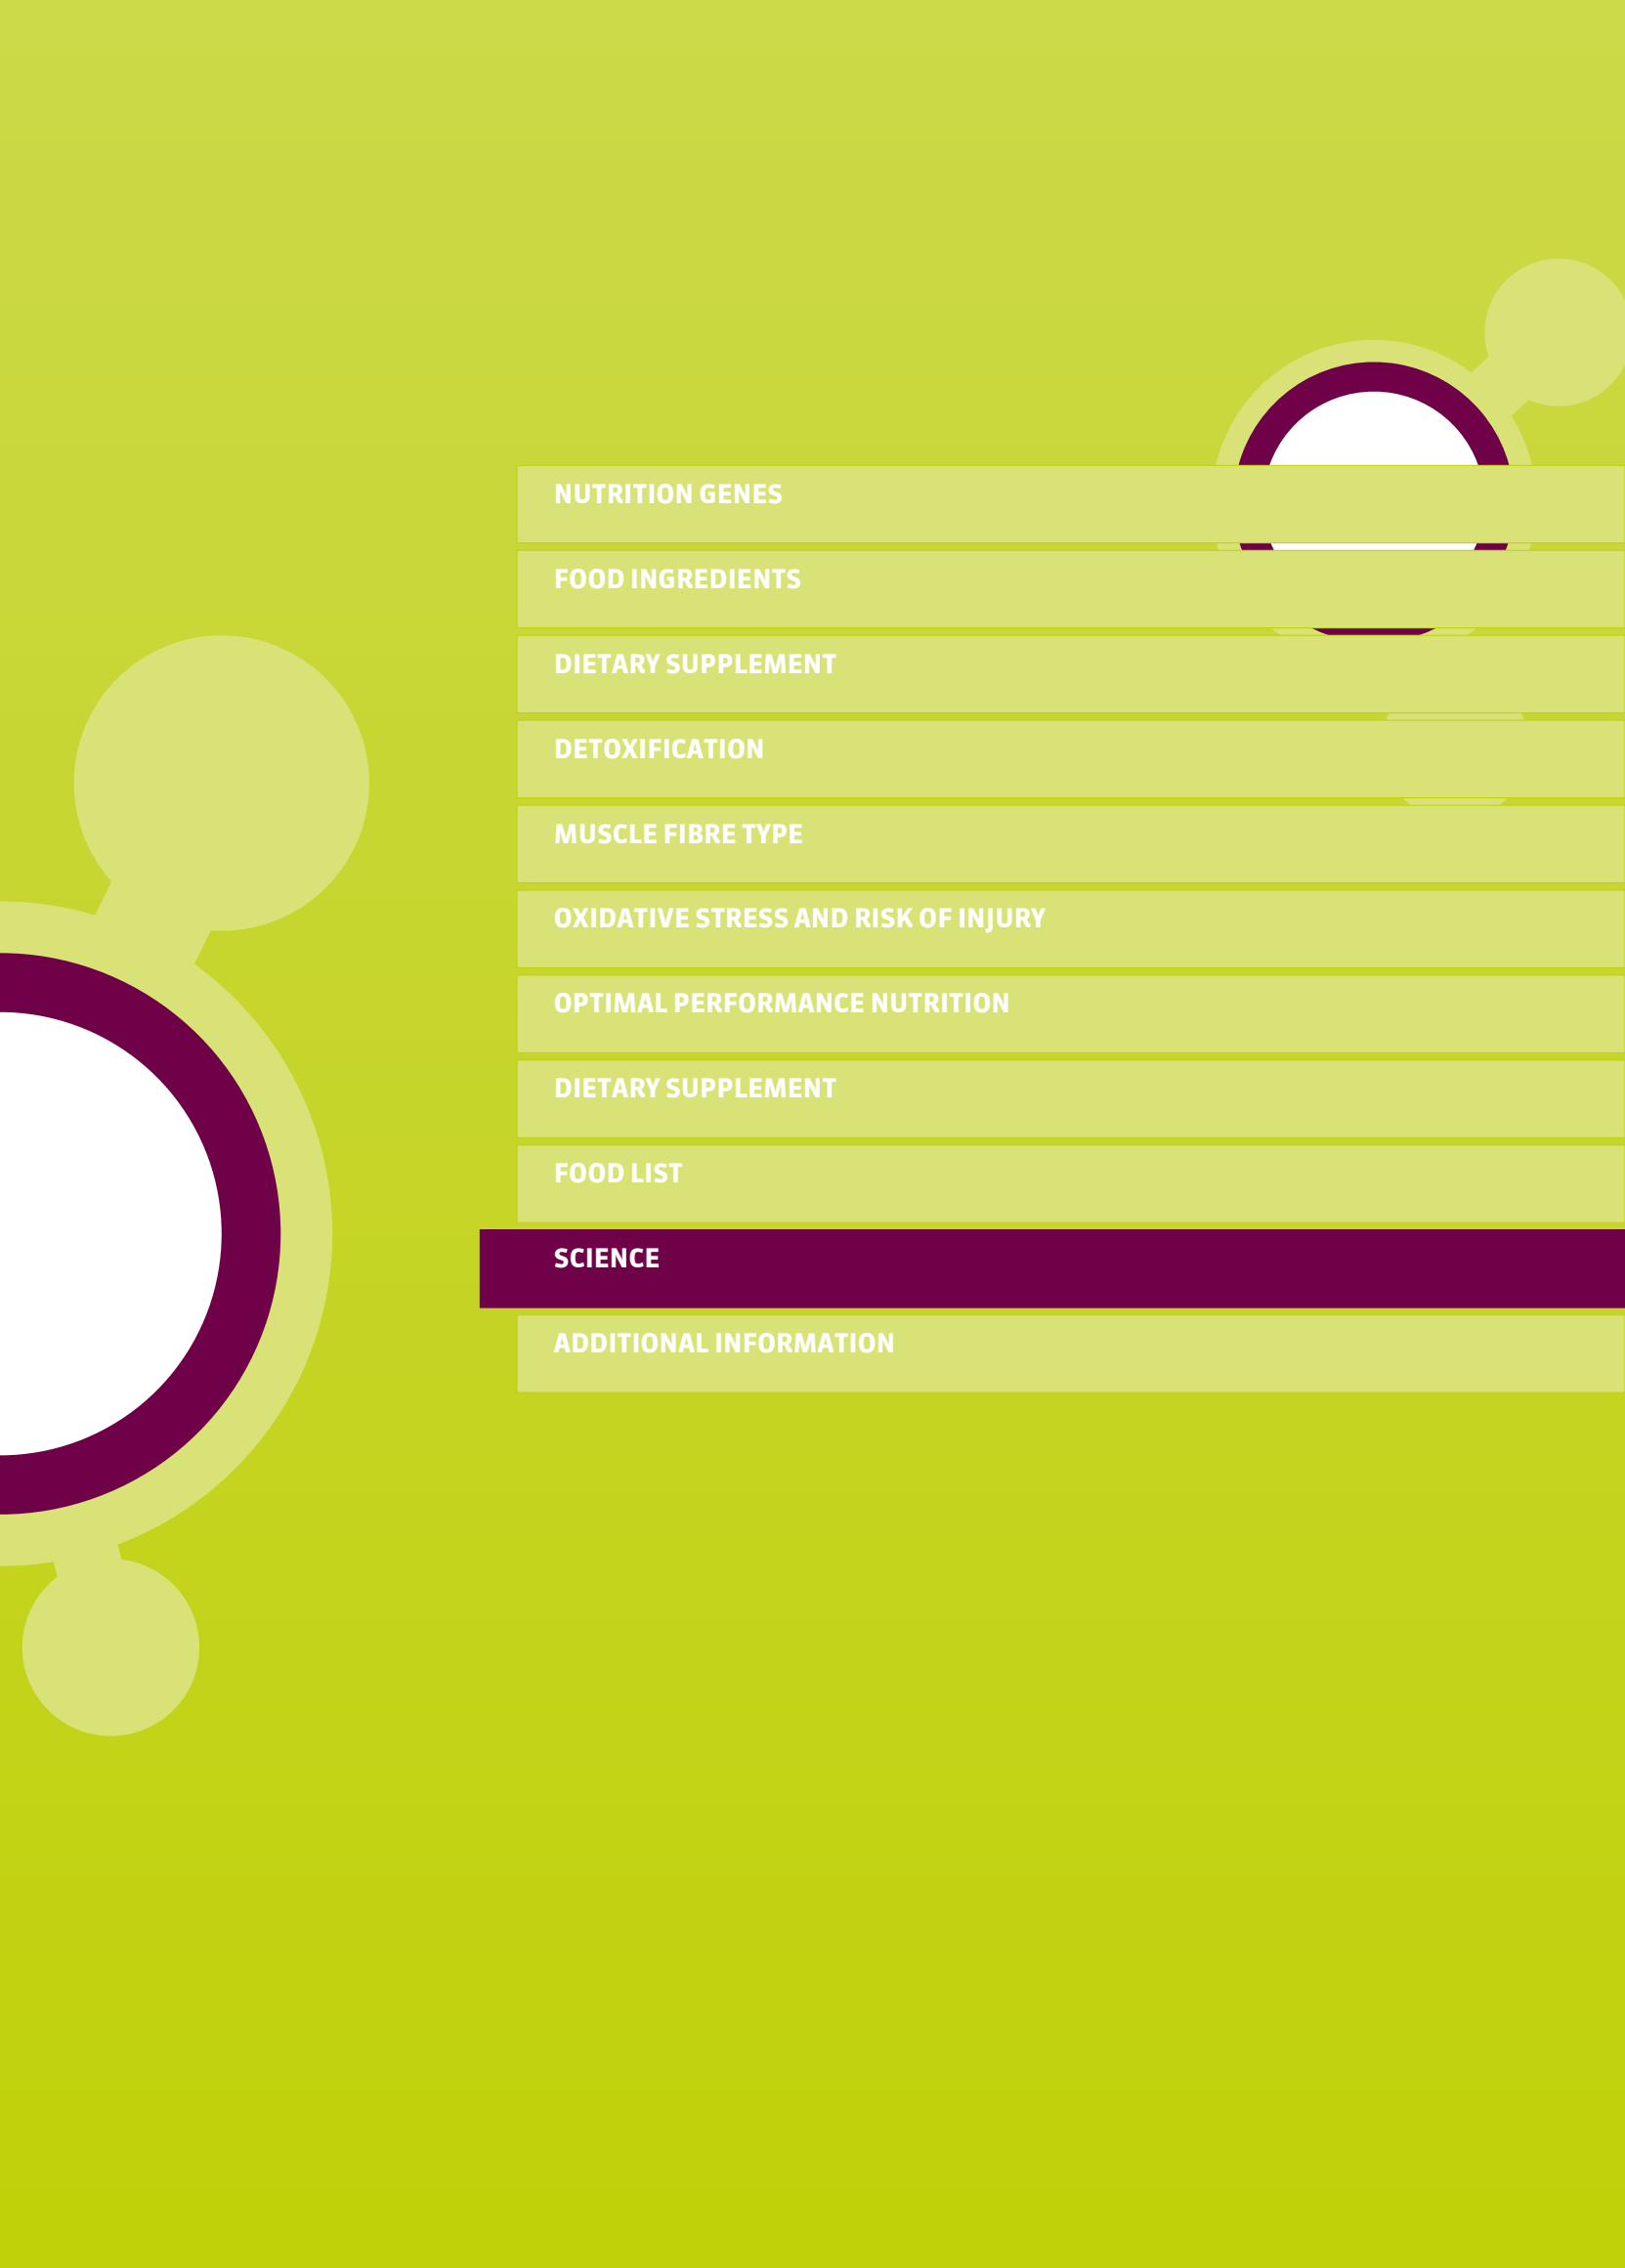 NUTRITION GENES
FOOD INGREDIENTS
DIETARY SUPPLEMENT
DETOXIFICATION
MUSCLE FIBRE TYPE
OXIDATIVE STRESS AND RISK OF INJURY
OPTIMAL PERFORMANCE NUTRITION
DIETARY SUPPLEMENT
FOOD LIST
SCIENCE
ADDITIONAL INFORMATION